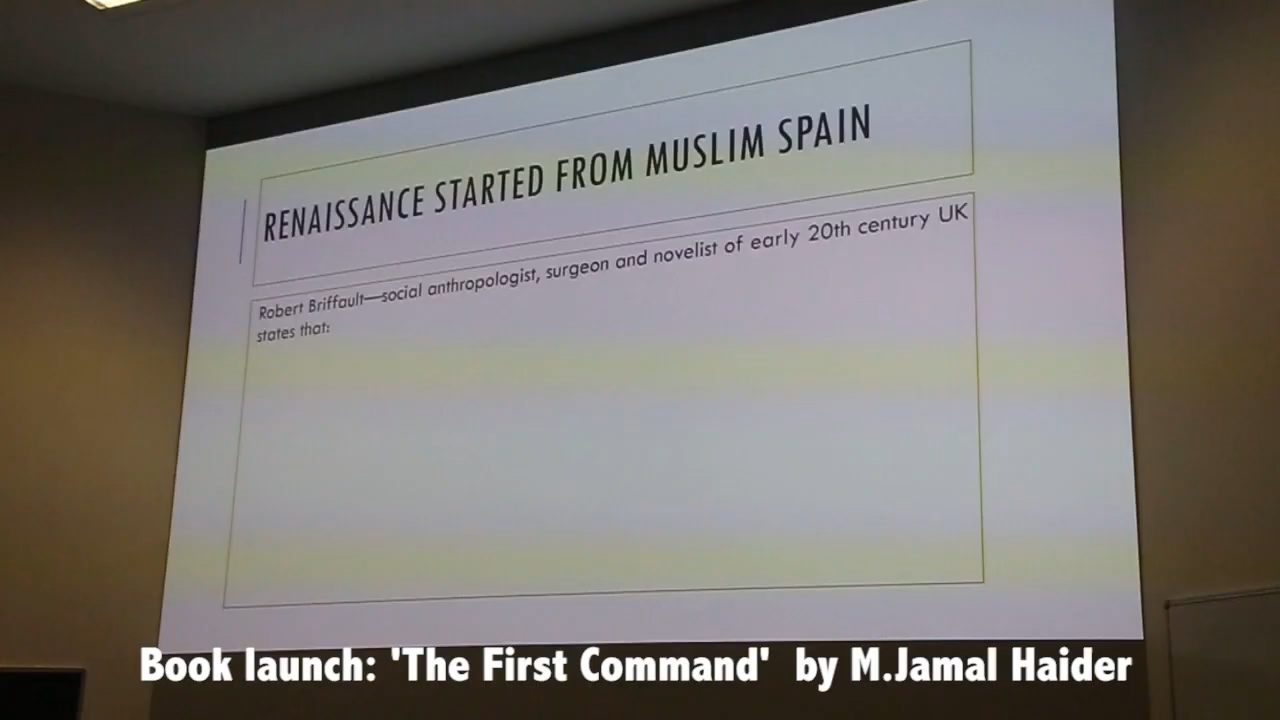 RENAISSANCE STARTED FROM MUSLIM SPAIN
Robert Briffault—social anthropologist, surgeon and novelist of early 20th century UK
states that:
Book launch: 'The First Command' by M.Jamal Haider